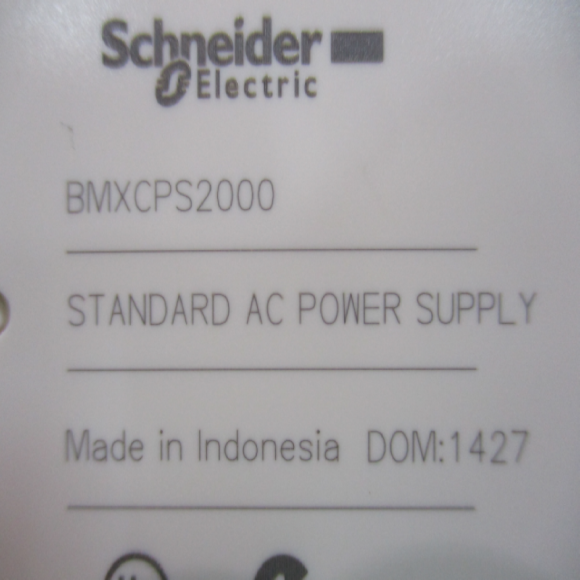 Schneider
Electric
BMXCPS2000
STANDARD AC POWER SUPPLY
Made in Indonesia DOM:1427